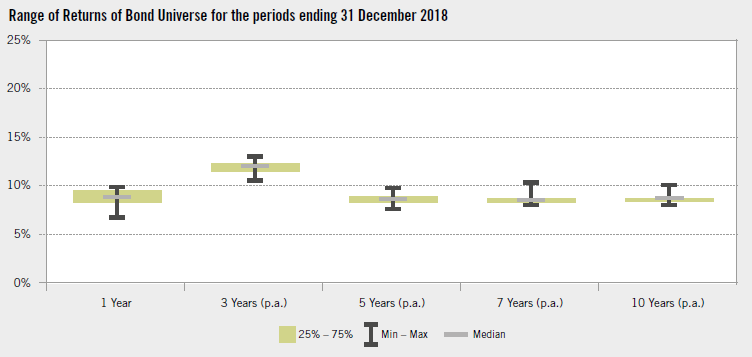 Range of Returns of Bond Universe for the periods ending 31 December 2018
25%
20%
15%
10%
5%
0%
1 Year
3 Years (p.a.)
5 Years (p.a.)
7 Years (p.a.)
10 Years (p.a.)
25% – 75%
Min – Max
Median